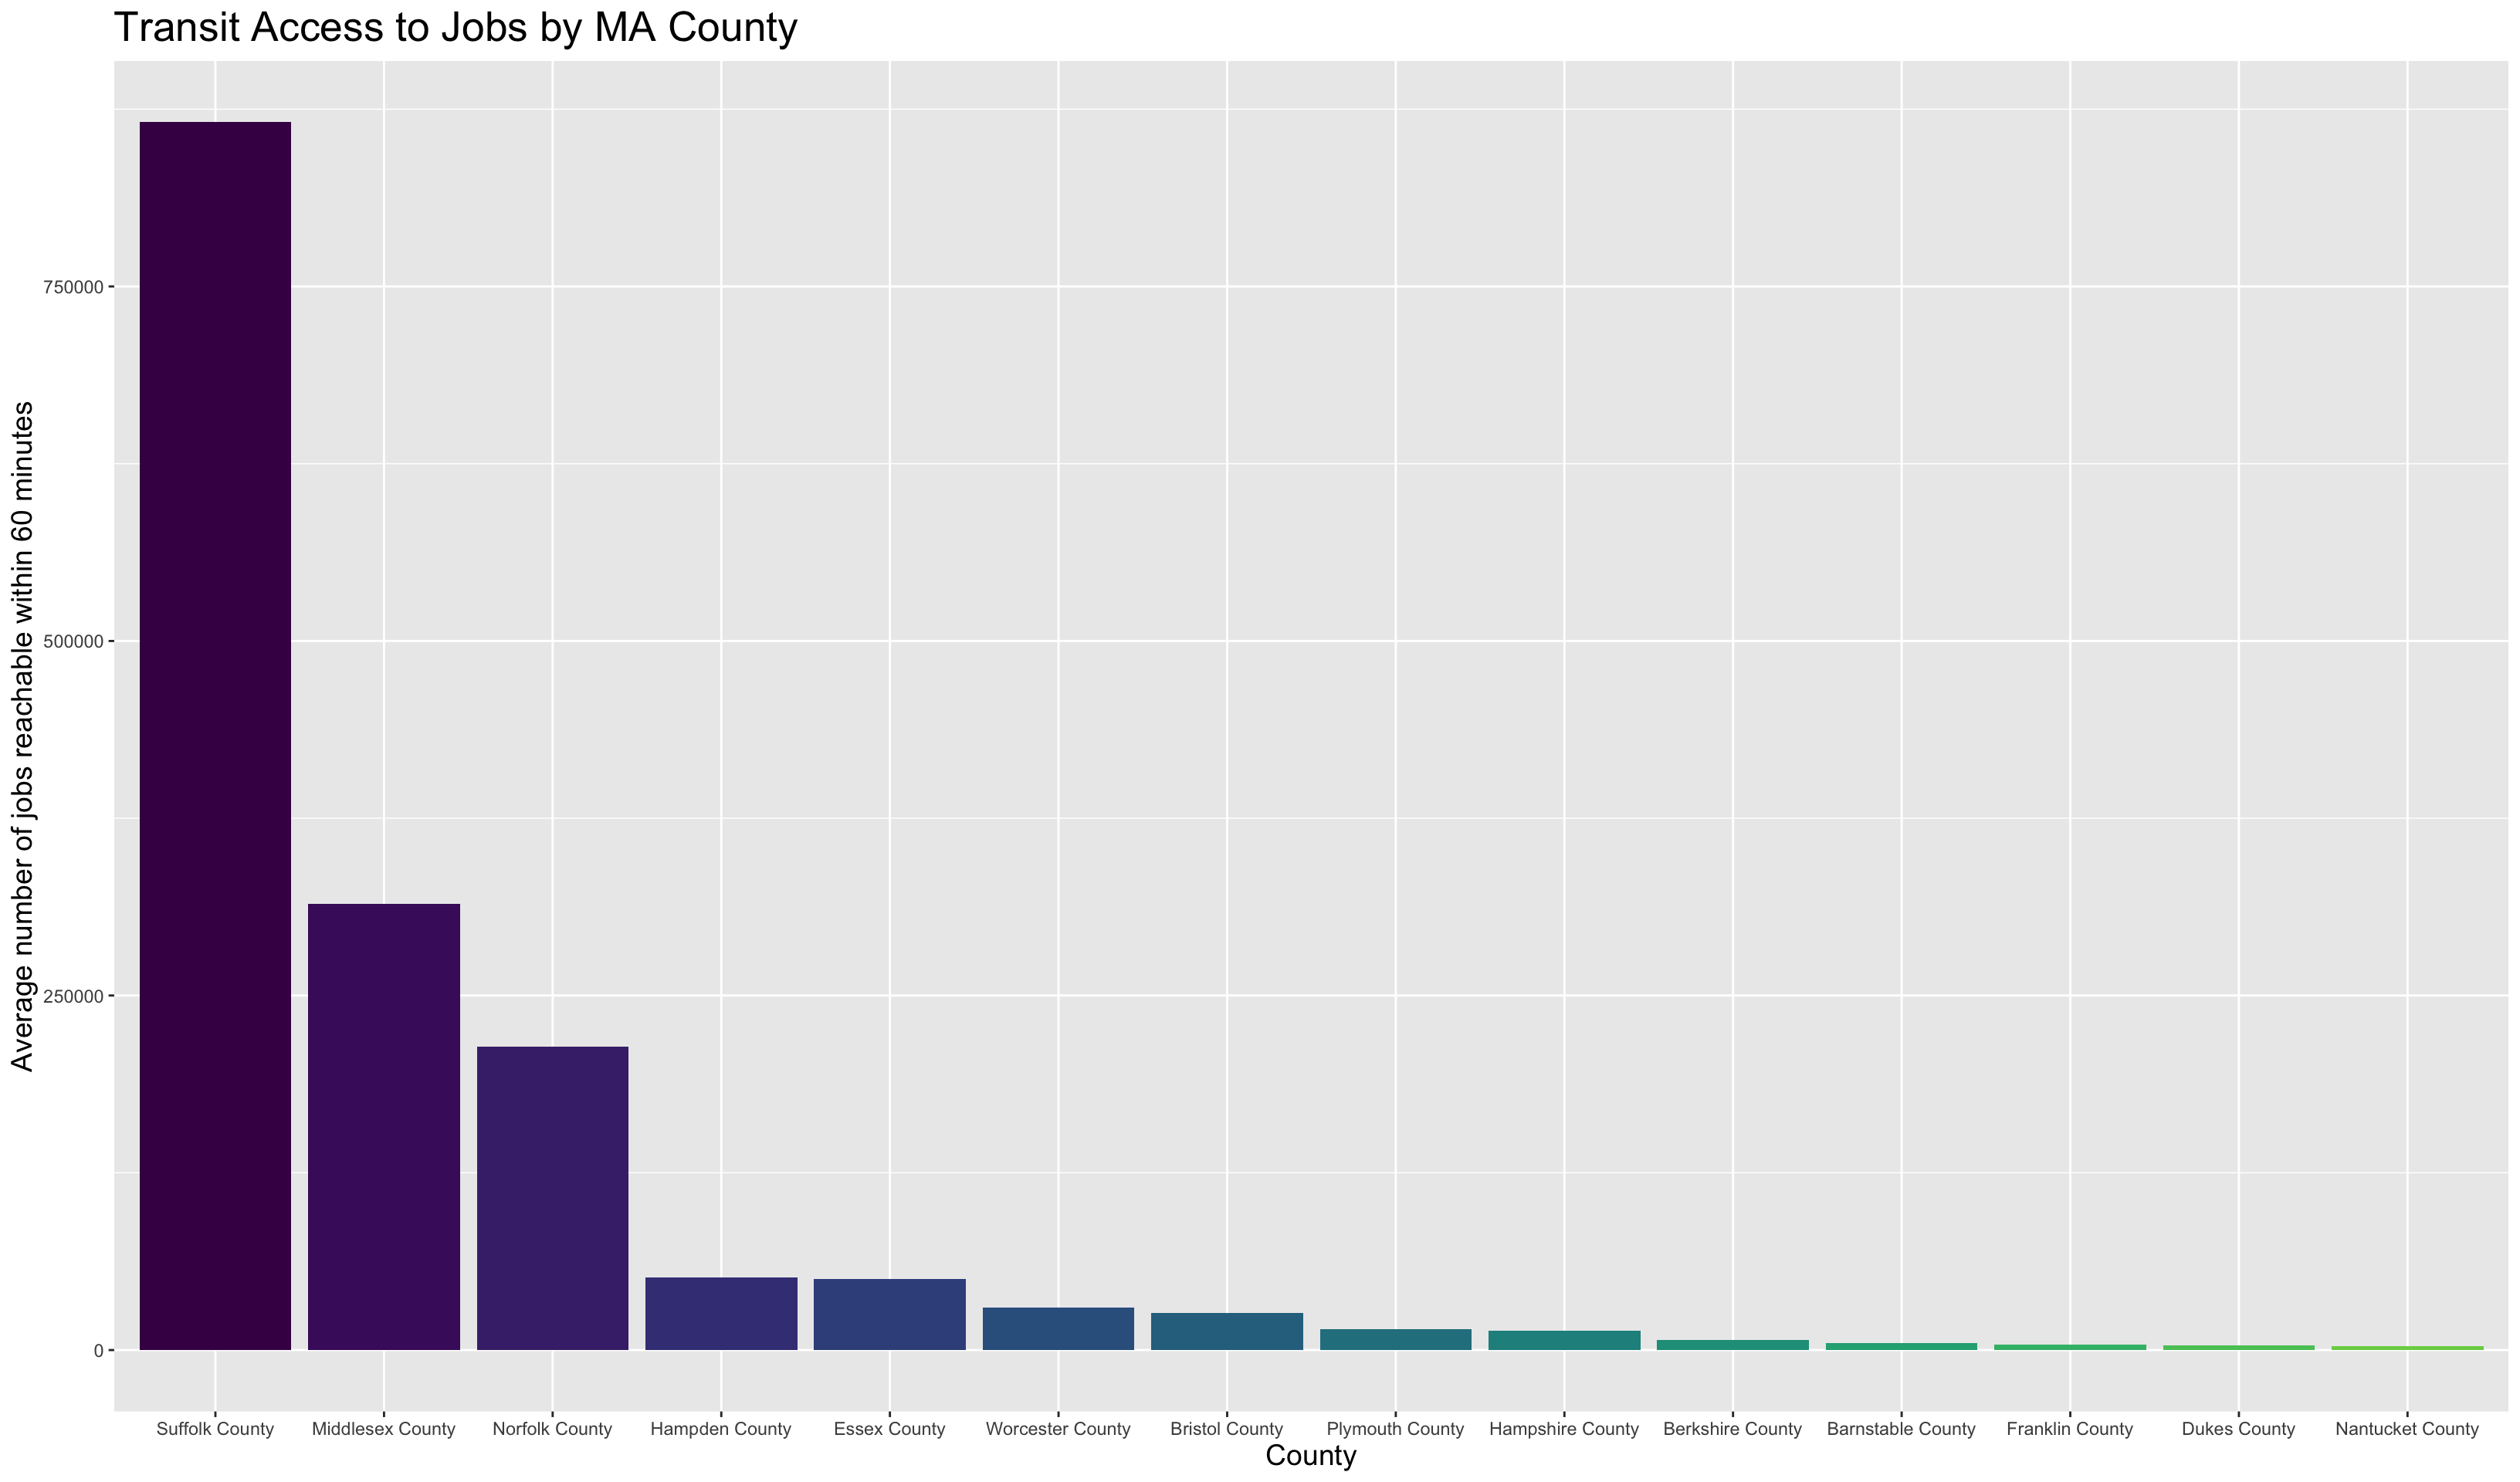 Transit Access to Jobs by MA County
Average number of jobs reachable within 60 minutes
750000
500000
250000
0
Suffolk County
Middlesex County
Norfolk County
Hampden County
Essex County
Worcester County
Bristol County
Plymouth County
Hampshire County
Berkshire County
Barnstable County
Franklin County
Dukes County
Nantucket County
County